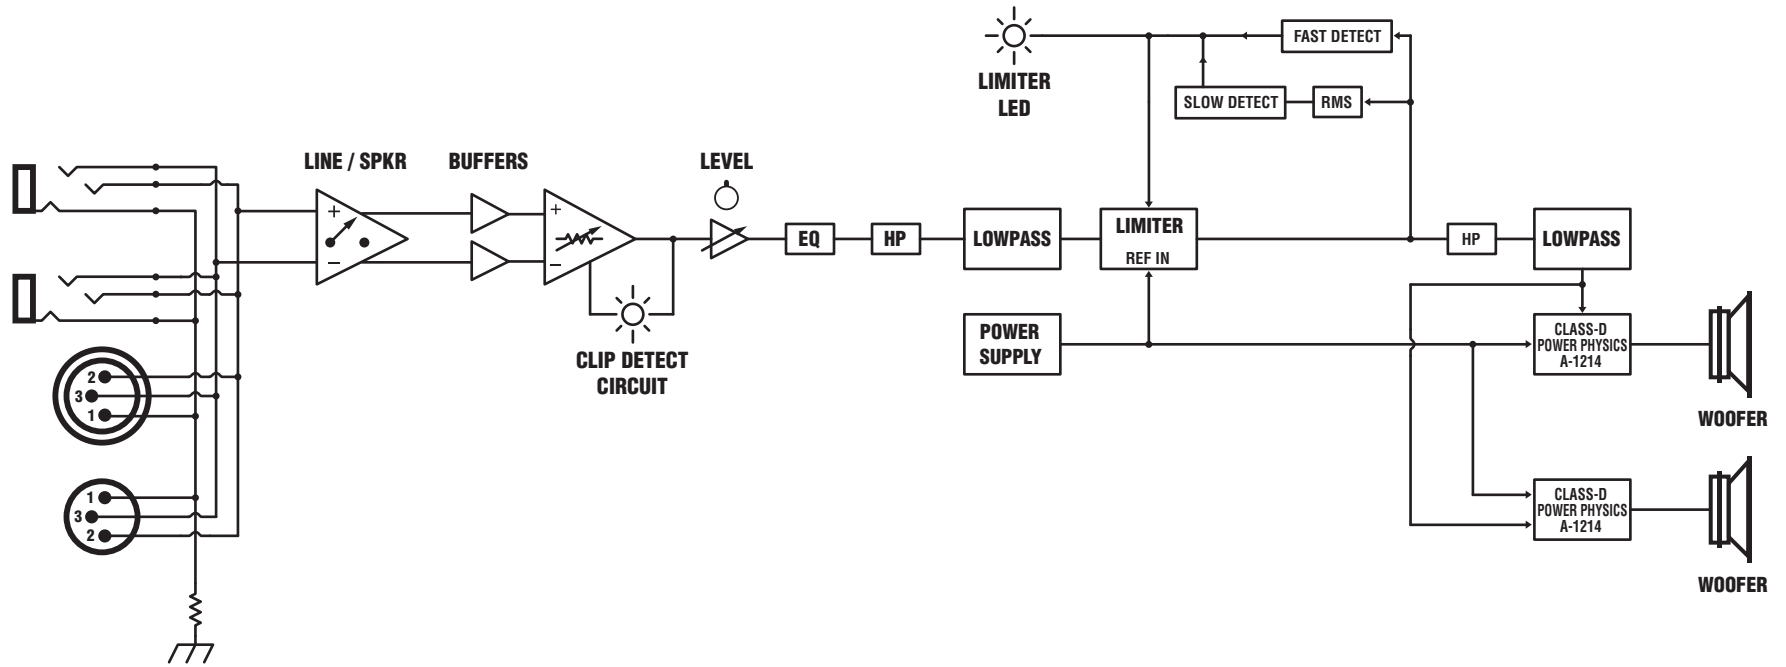 LIMITER
LED
FAST DETECT
SLOW DETECT
RMS
LINE / SPKR
BUFFERS
LEVEL
+
−
+
−
EQ
HP
LOWPASS
LIMITER
REF IN
HP
LOWPASS
CLIP DETECT
CIRCUIT
POWER
SUPPLY
CLASS-D
POWER PHYSICS
A-1214
WOOFER
2
3
1
1
3
2
CLASS-D
POWER PHYSICS
A-1214
WOOFER